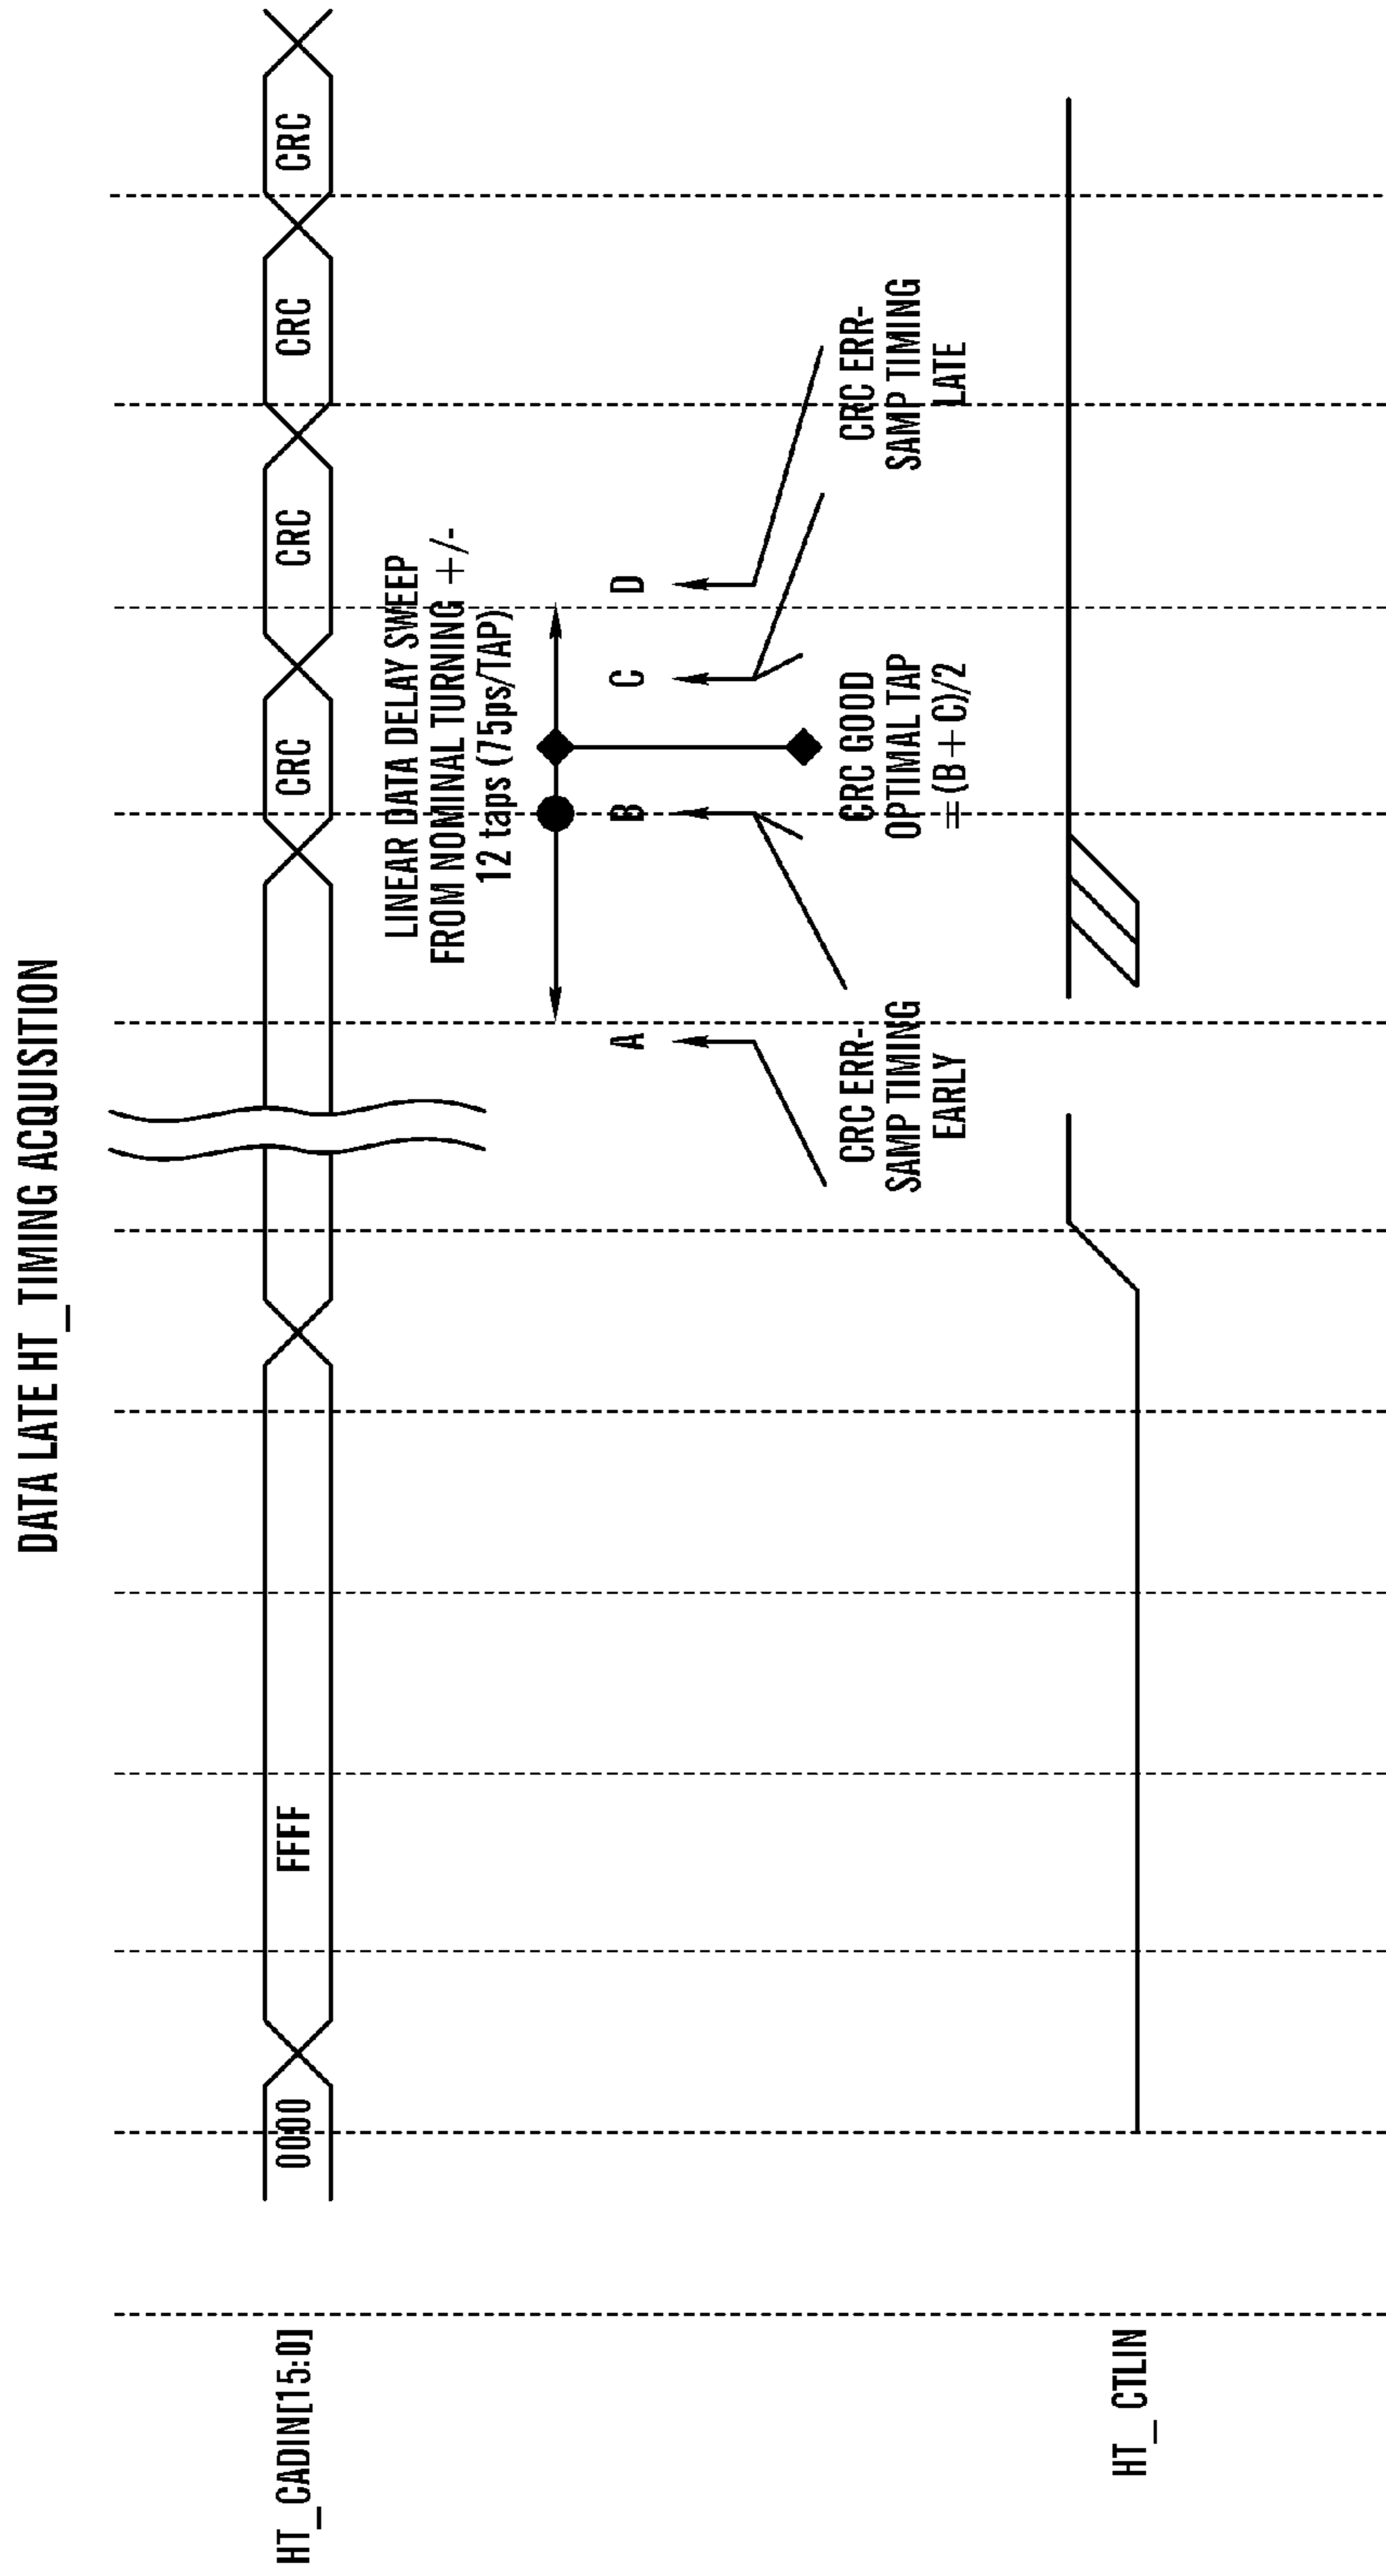 DATA LATE HT_TIMING ACQUISITION
HT_CADIN[15:0]
0000
FFFF
CRC
CRC
CRC
CRC
LINEAR DATA DELAY SWEEP
FROM NOMINAL TURNING +/-
12 taps (75ps/TAP)
A
B
C
D
CRC ERR-
SAMP TIMING
EARLY
CRC GOOD
OPTIMAL TAP
=(B+C)/2
CRC ERR-
SAMP TIMING
LATE
HT_CTLIN